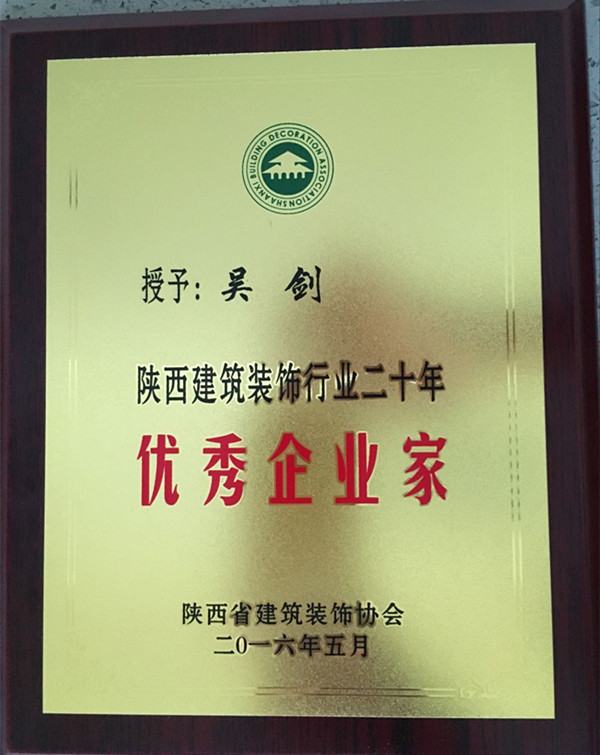 SHAANXI BUILDING DECORATION ASSOCIATION
授予：吴 剑
陕西建筑装饰行业二十年
优秀企业家
陕西省建筑装饰协会
二0一六年五月